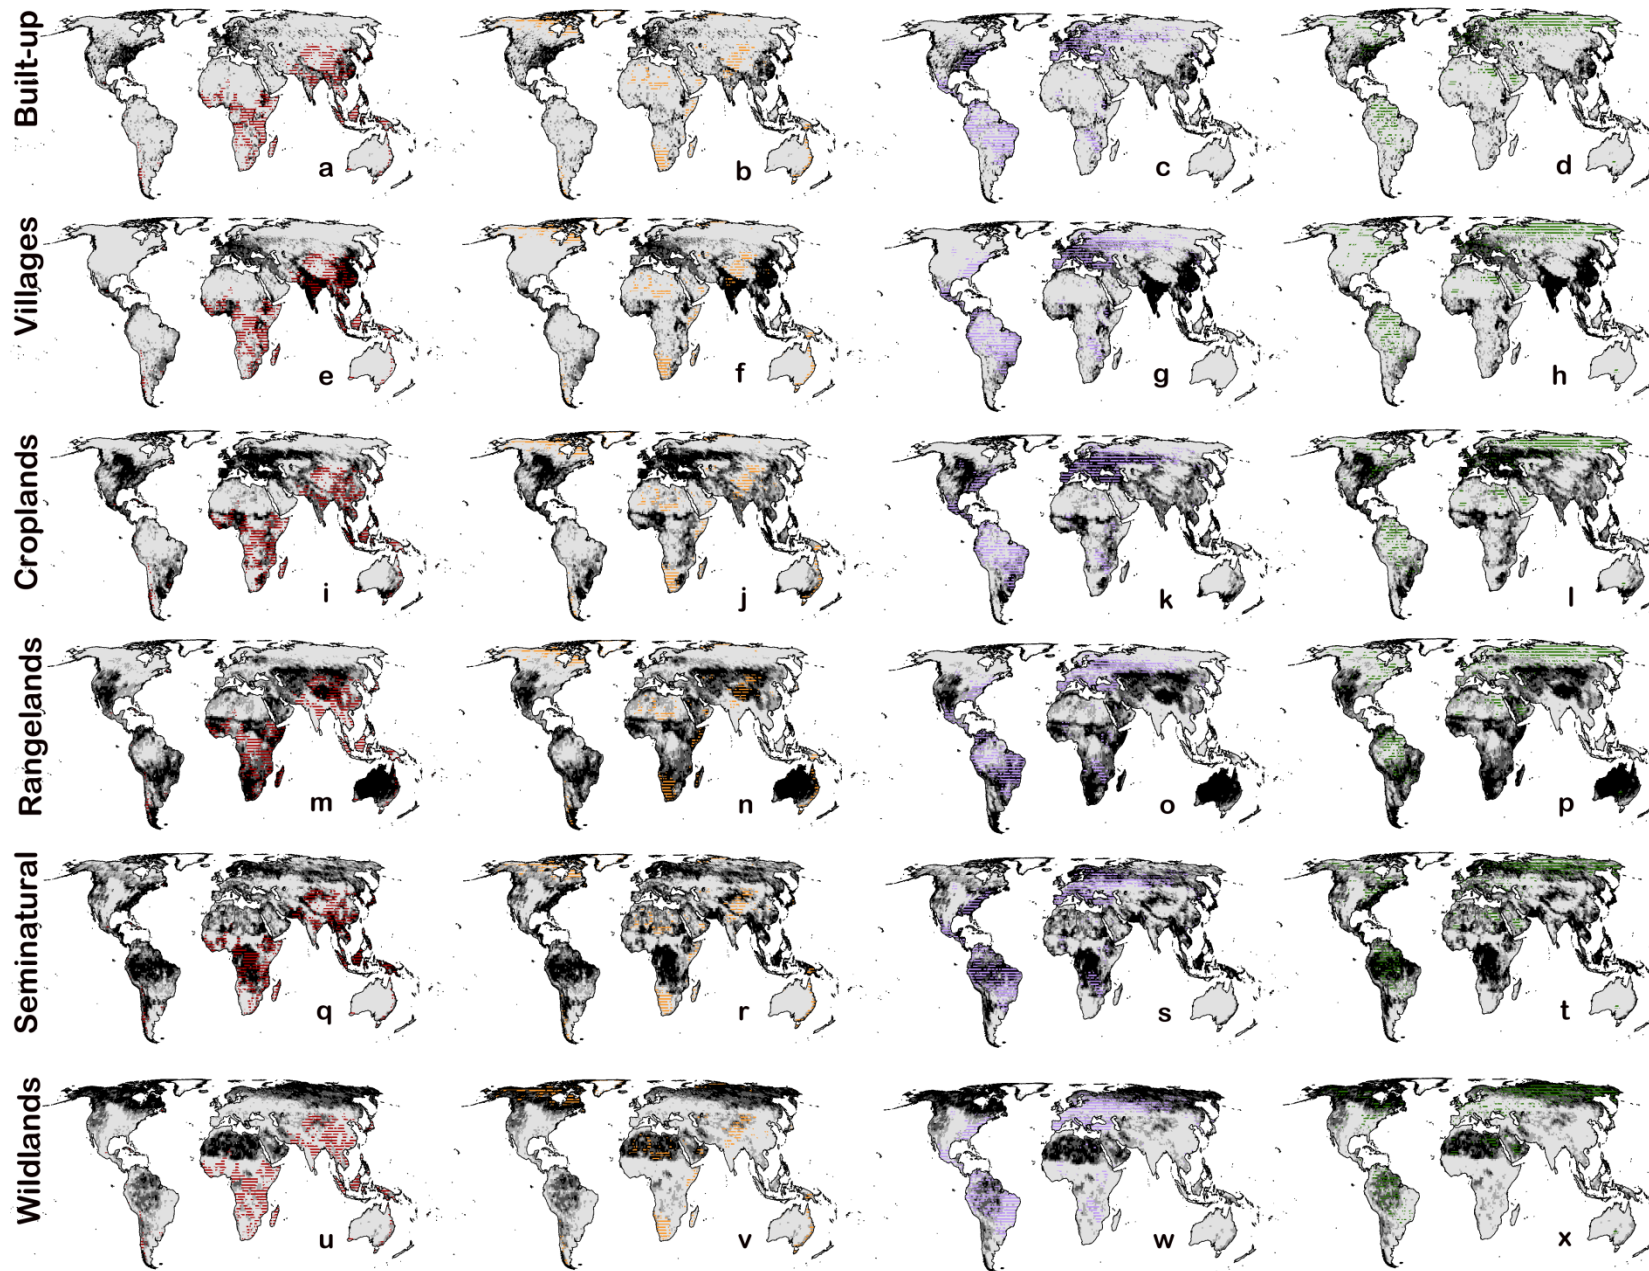 Built-up
a
b
c
d
Villages
e
f
g
h
Croplands
i
j
k
l
Rangelands
m
n
o
p
Seminatural
q
r
s
t
Wildlands
u
v
w
x